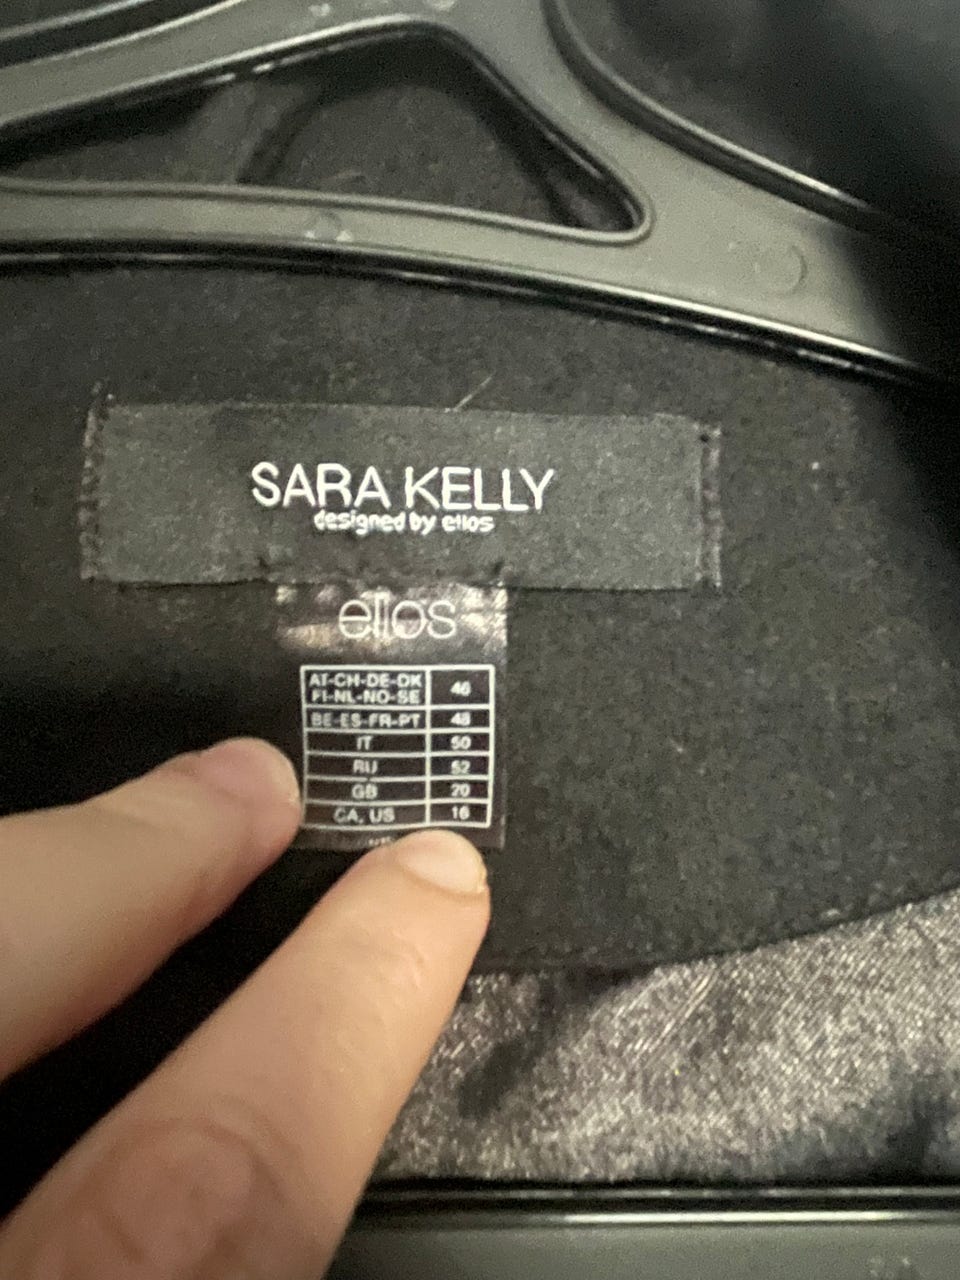 SARA KELLY
designed by ellos
ellos
AT-CH-DE-DK
FI-NL-NO-SE 46
BE-ES-FR-PT 48
IT 50
RU 52
GB 20
CA, US 16